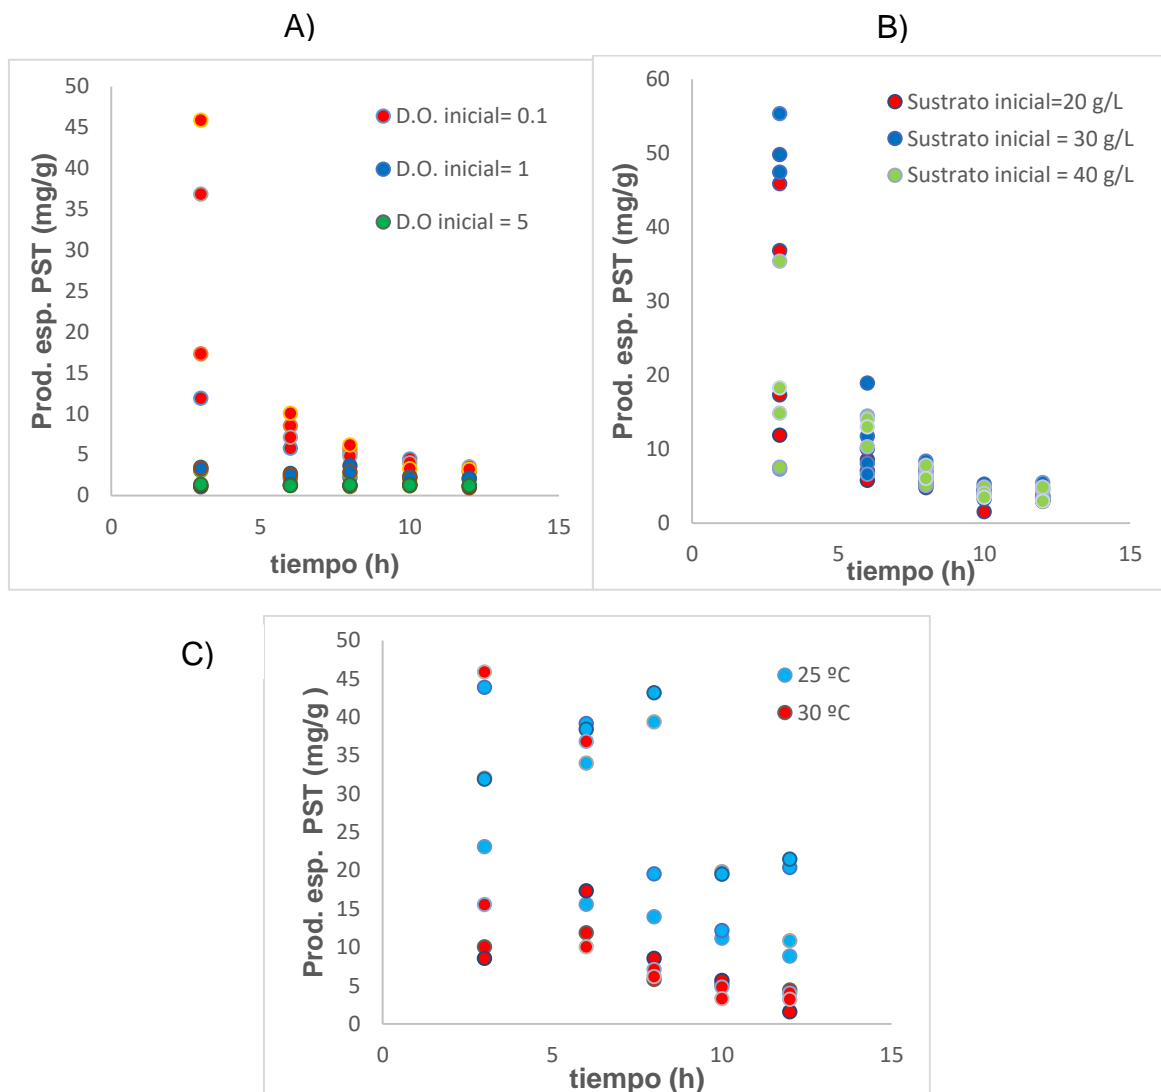 A)
50
45
40
35
30
25
20
15
10
5
0
0
5
10
15
Prod. esp. PST (mg/g)
tiempo (h)
D.O. inicial= 0.1
D.O. inicial= 1
D.O inicial = 5
B)
60
50
40
30
20
10
0
0
5
10
15
Prod. esp. PST (mg/g)
tiempo (h)
Sustrato inicial=20 g/L
Sustrato inicial = 30 g/L
Sustrato inicial = 40 g/L
C)
50
45
40
35
30
25
20
15
10
5
0
0
5
10
15
Prod. esp. PST (mg/g )
tiempo (h)
25 ºC
30 ºC